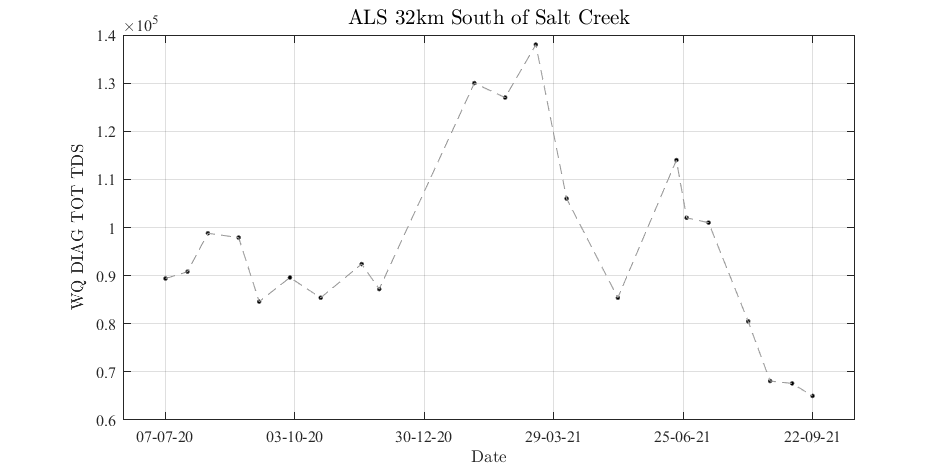 ALS 32km South of Salt Creek
×10⁵
1.4
1.3
1.2
1.1
1
0.9
0.8
0.7
0.6
WQ DIAG TOT TDS
07-07-20 03-10-20 30-12-20 29-03-21 25-06-21 22-09-21
Date